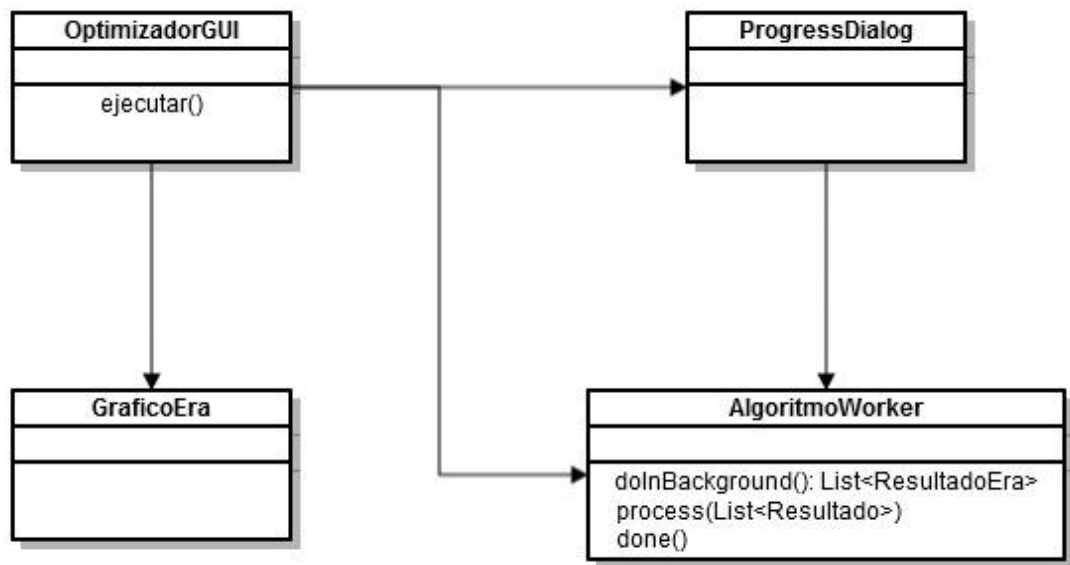 OptimizadorGUI
ejecutar()
ProgressDialog
GraficoEra
AlgoritmoWorker
doInBackground(): List<ResultadoEra>
process(List<Resultado>)
done()